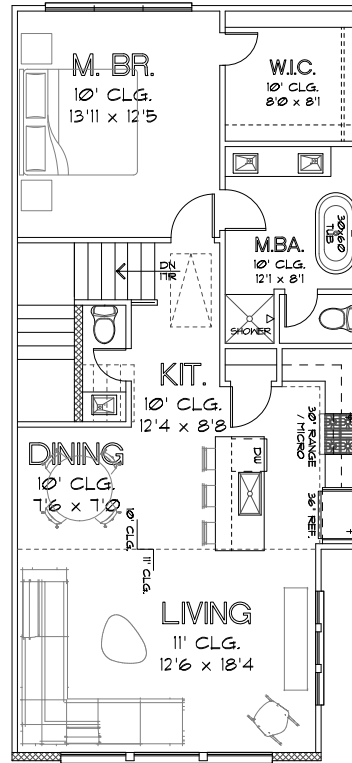 M. BR.
10' CLG.
13'11 x 12'5
W.I.C.
10' CLG.
8'0 x 8'1
30x60
TUB
M.BA.
10' CLG.
12'1 x 8'1
DN
17R
SHOWER
KIT.
10' CLG.
12'4 x 8'8
30" RANGE
/ MICRO
DINING
10' CLG.
7'6 x 7'0
DW
36" REF.
10' CLG.
11' CLG.
LIVING
11' CLG.
12'6 x 18'4